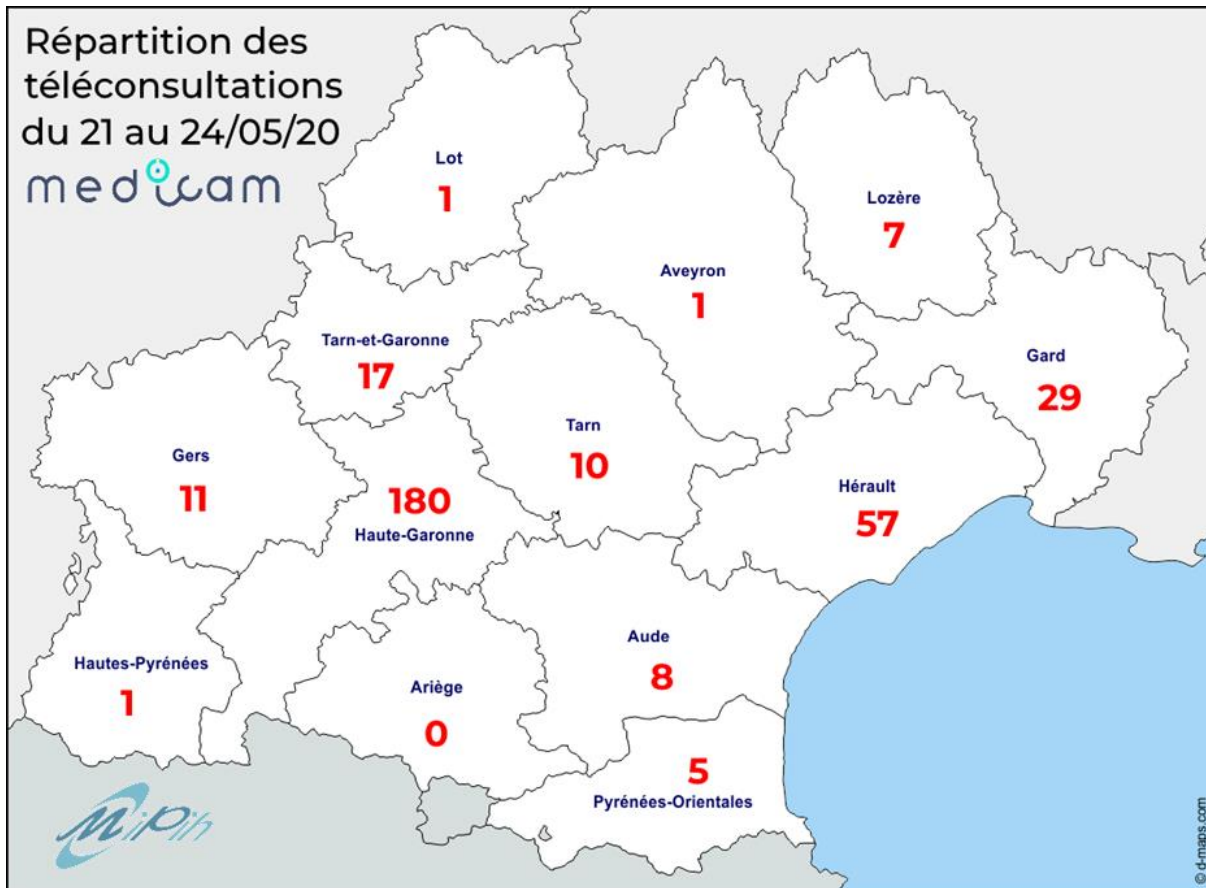 Répartition des
téléconsultations
du 21 au 24/05/20
medicam
Lot
1
Lozère
7
Aveyron
1
Tarn-et-Garonne
17
Gard
29
Tarn
10
Gers
11
180
Haute-Garonne
Hérault
57
Hautes-Pyrénées
1
Ariège
0
Aude
8
5
Pyrénées-Orientales
MiPih
© d-maps.com